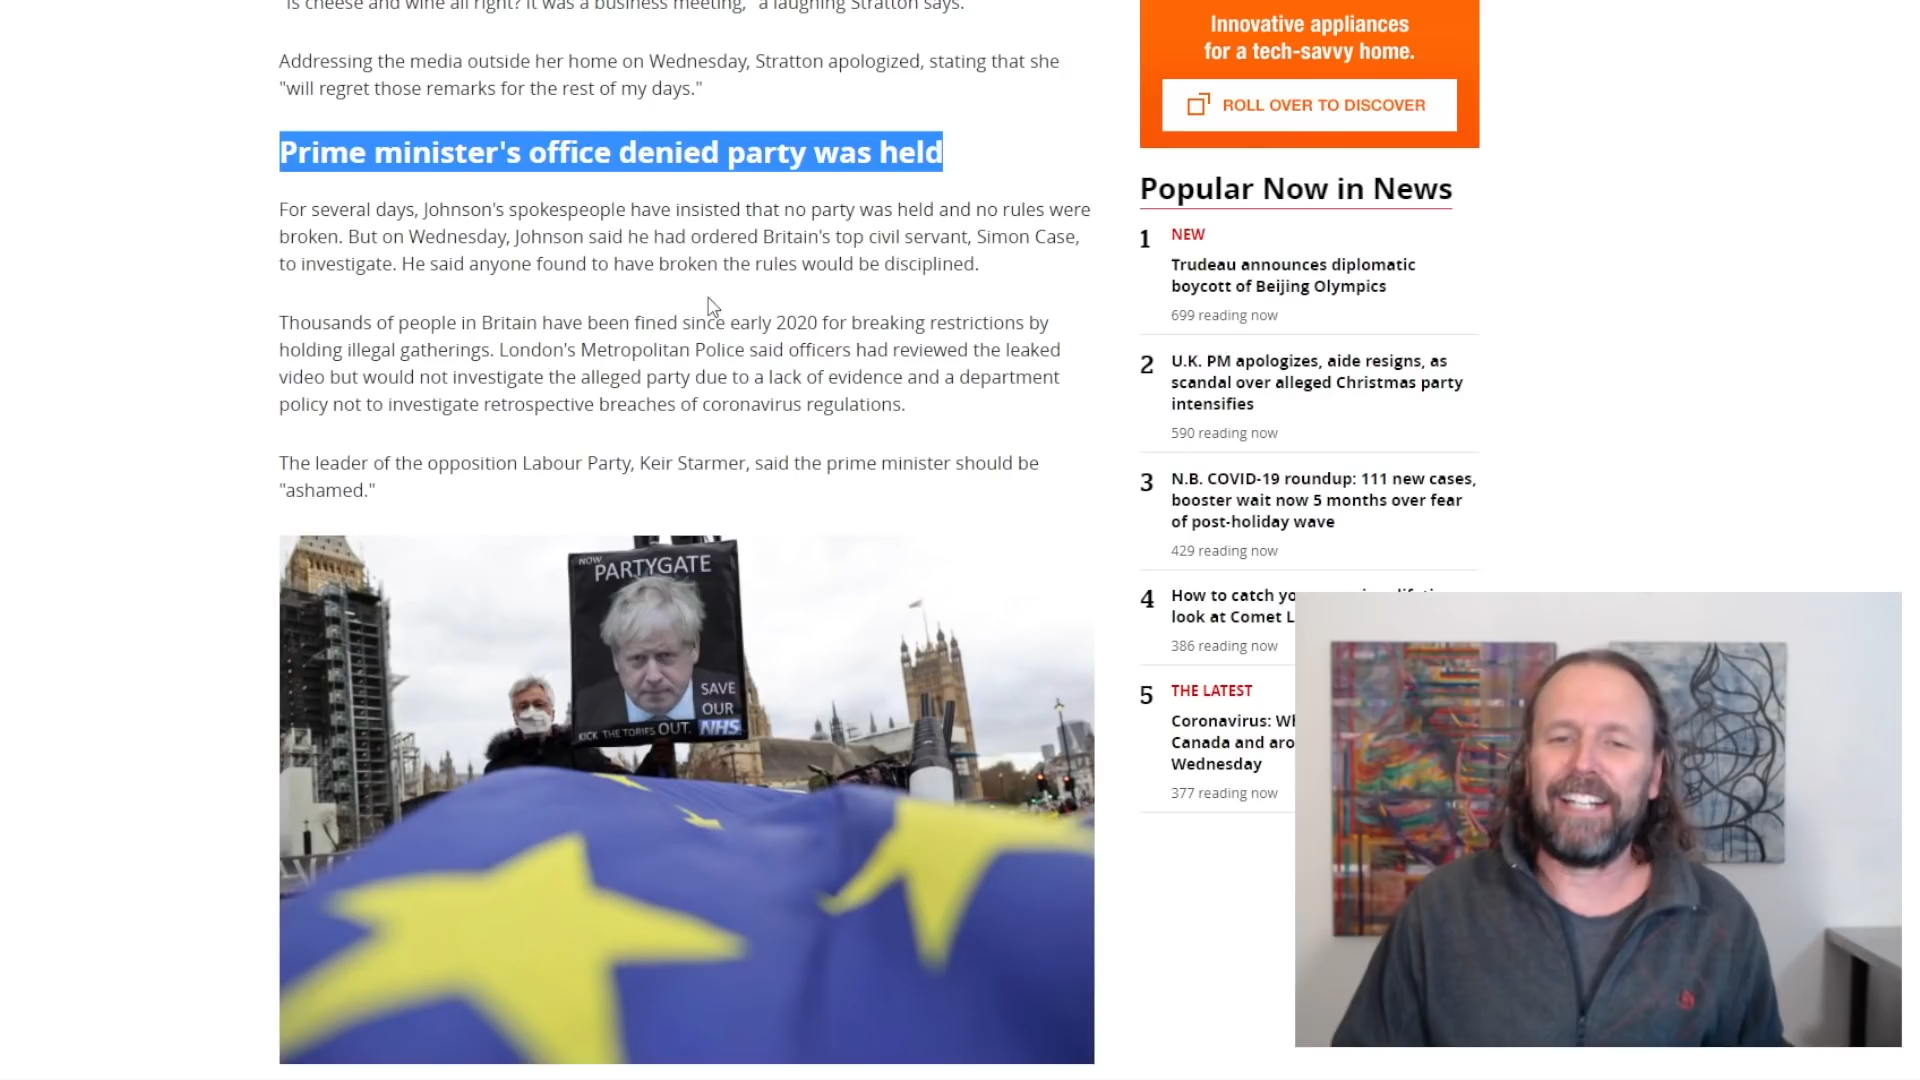 "Is cheese and wine all right? It was a business meeting," a laughing Stratton says.
Addressing the media outside her home on Wednesday, Stratton apologized, stating that she
"will regret those remarks for the rest of my days."
Prime minister's office denied party was held
For several days, Johnson's spokespeople have insisted that no party was held and no rules were
broken. But on Wednesday, Johnson said he had ordered Britain's top civil servant, Simon Case,
to investigate. He said anyone found to have broken the rules would be disciplined.
Thousands of people in Britain have been fined since early 2020 for breaking restrictions by
holding illegal gatherings. London's Metropolitan Police said officers had reviewed the leaked
video but would not investigate the alleged party due to a lack of evidence and a department
policy not to investigate retrospective breaches of coronavirus regulations.
The leader of the opposition Labour Party, Keir Starmer, said the prime minister should be
"ashamed."
NOW
PARTYGATE
SAVE
OUR
NHS
KICK THE TORIES OUT.
Innovative appliances
for a tech-savvy home.
ROLL OVER TO DISCOVER
Popular Now in News
1 NEW
Trudeau announces diplomatic
boycott of Beijing Olympics
699 reading now
2 U.K. PM apologizes, aide resigns, as
scandal over alleged Christmas party
intensifies
590 reading now
3 N.B. COVID-19 roundup: 111 new cases,
booster wait now 5 months over fear
of post-holiday wave
429 reading now
4 How to catch
look at Comet
386 reading now
5 THE LATEST
Coronavirus:
Canada and
Wednesday
377 reading now